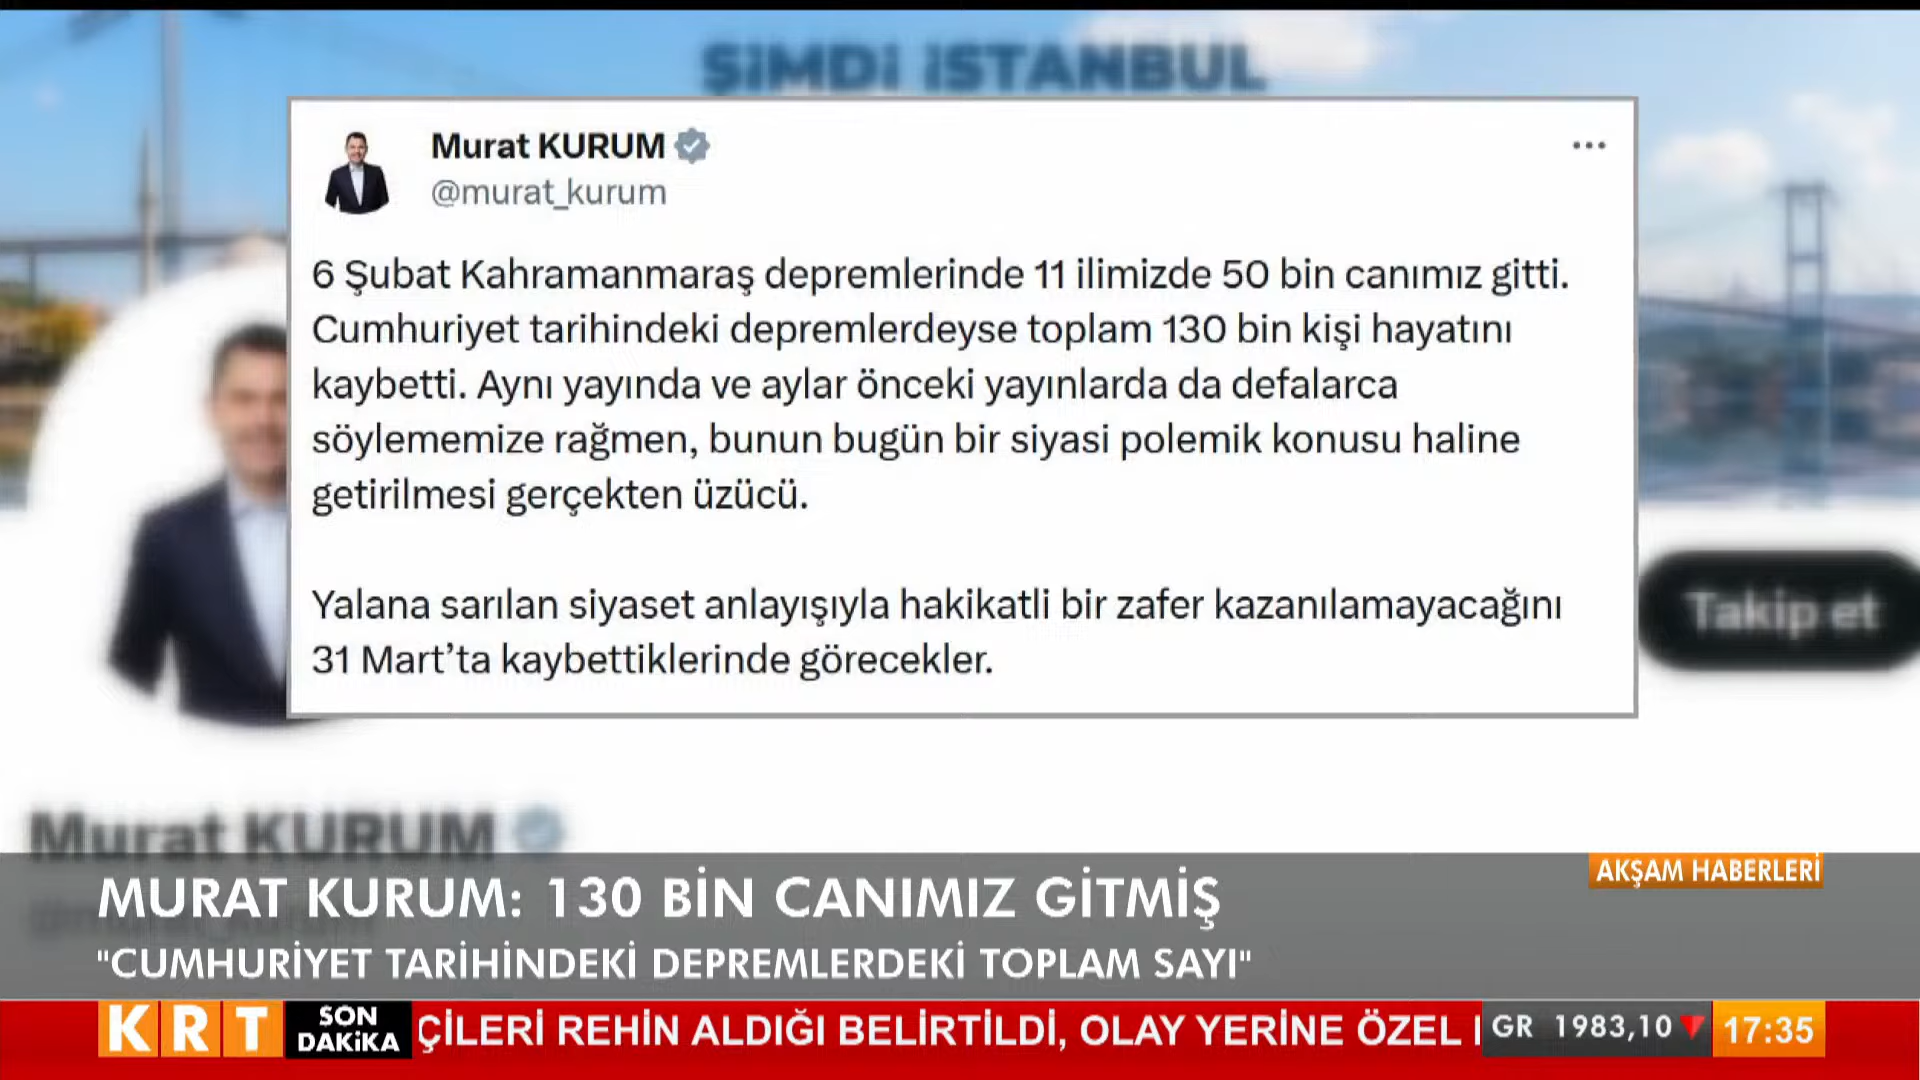 ŞİMDİ İSTANBUL
Murat KURUM
@murat_kurum
6 Şubat Kahramanmaraş depremlerinde 11 ilimizde 50 bin canımız gitti.
Cumhuriyet tarihindeki depremlerdeyse toplam 130 bin kişi hayatını
kaybetti. Aynı yayında ve aylar önceki yayınlarda da defalarca
söylememize rağmen, bunun bugün bir siyasi polemik konusu haline
getirilmesi gerçekten üzücü.
Yalana sarılan siyaset anlayışıyla hakikatli bir zafer kazanılamayacağını
31 Mart’ta kaybettiklerinde görecekler.
Takip et
Murat KURUM
AKŞAM HABERLERİ
MURAT KURUM: 130 BİN CANIMIZ GİTMİŞ
"CUMHURİYET TARİHİNDEKİ DEPREMLERDEKİ TOPLAM SAYI"
KRT SON DAKİKA ÇİLERİ REHİN ALDIĞI BELİRTİLDİ, OLAY YERİNE ÖZEL GR 1983,10 17:35